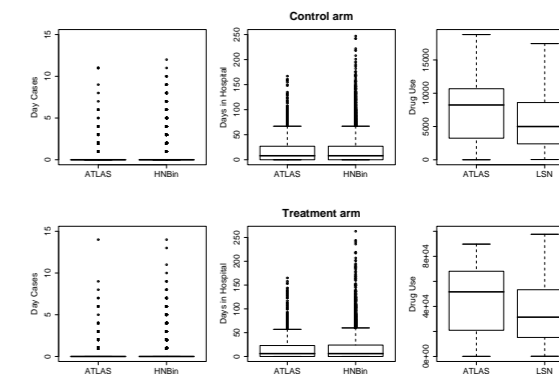 Control arm
Day Cases
0
5
10
15
ATLAS
HNBin
Days in Hospital
0
50
100
150
200
250
ATLAS
HNBin
Drug Use
0
5000
10000
15000
ATLAS
LSN
Treatment arm
Day Cases
0
5
10
15
ATLAS
HNBin
Days in Hospital
0
50
100
150
200
250
ATLAS
HNBin
Drug Use
0e+00
4e+04
8e+04
ATLAS
LSN